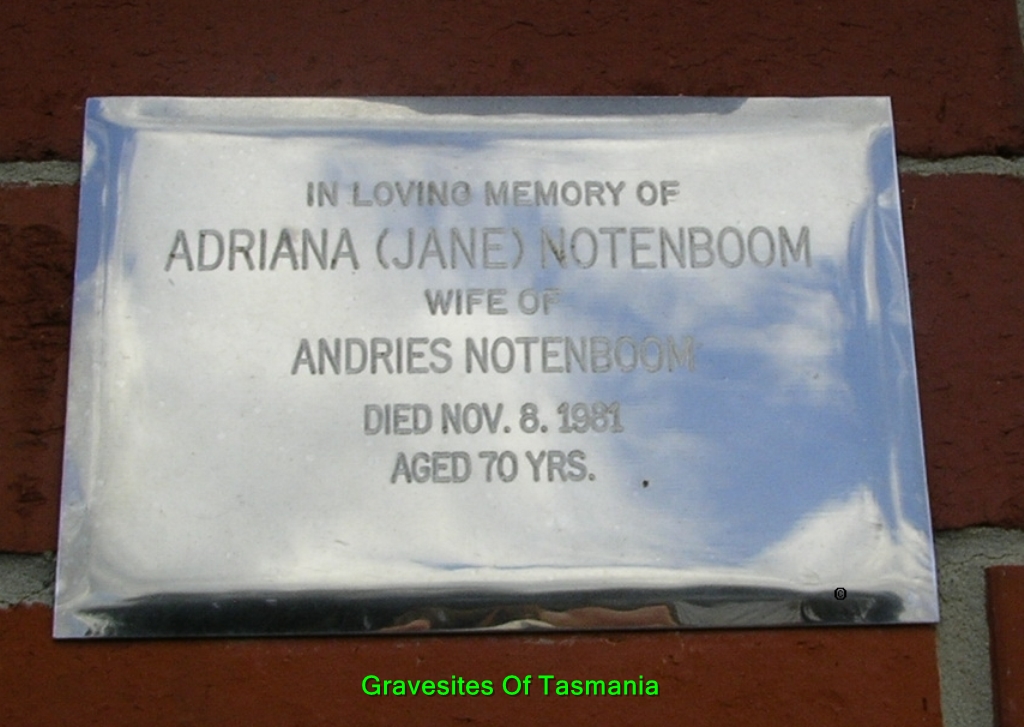 IN LOVING MEMORY OF
ADRIANA (JANE) NOTENBOOM
WIFE OF
ANDRIES NOTENBOOM
DIED NOV. 8. 1981
AGED 70 YRS.
©
Gravesites Of Tasmania